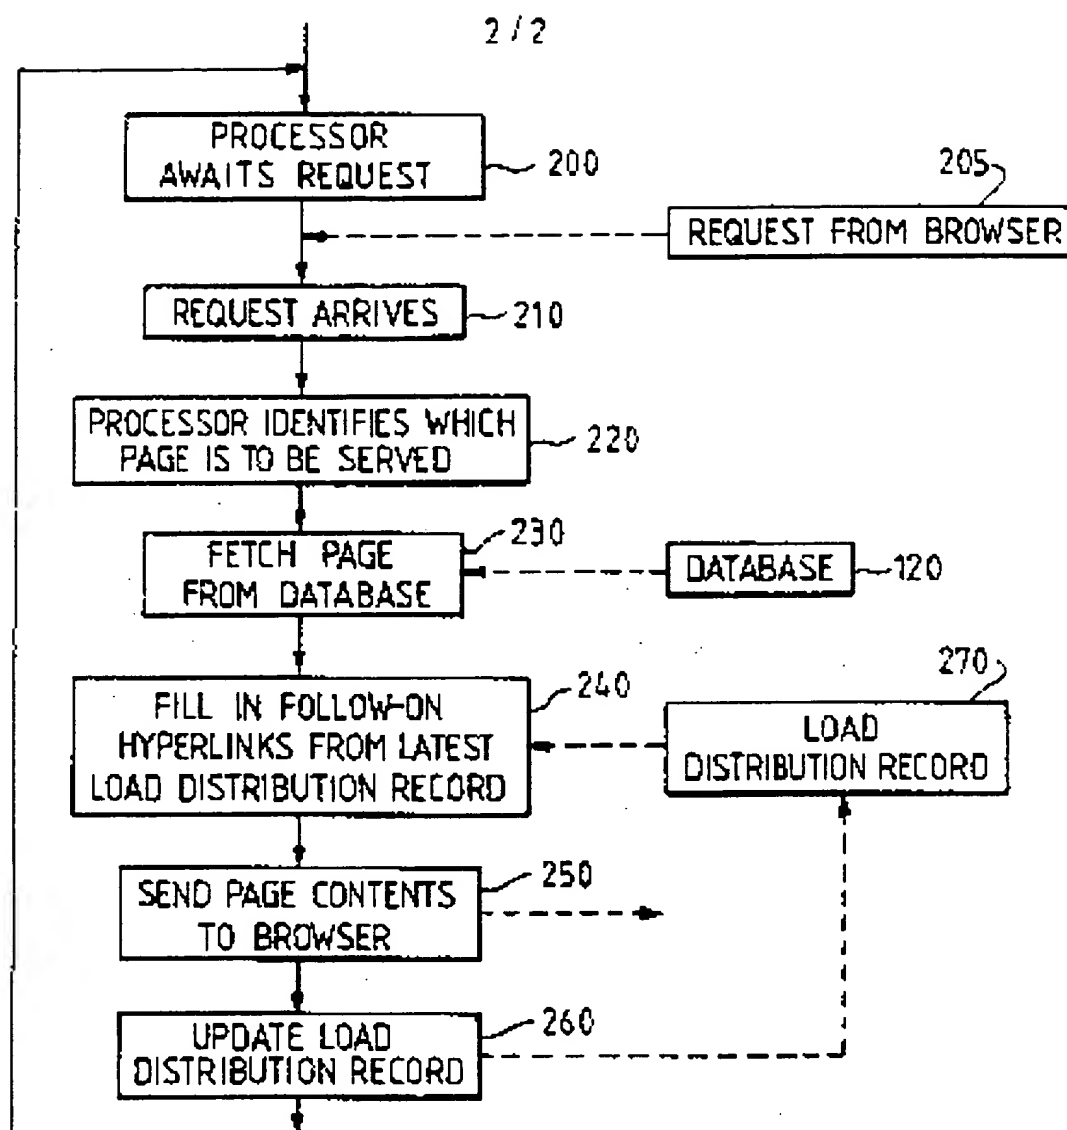 2/2
PROCESSOR
AWAITS REQUEST
200
205
REQUEST FROM BROWSER
REQUEST ARRIVES
210
PROCESSOR IDENTIFIES WHICH
PAGE IS TO BE SERVED
220
230
FETCH PAGE
FROM DATABASE
DATABASE
120
240
FILL IN FOLLOW-ON
HYPERLINKS FROM LATEST
LOAD DISTRIBUTION RECORD
270
LOAD
DISTRIBUTION RECORD
250
SEND PAGE CONTENTS
TO BROWSER
260
UPDATE LOAD
DISTRIBUTION RECORD